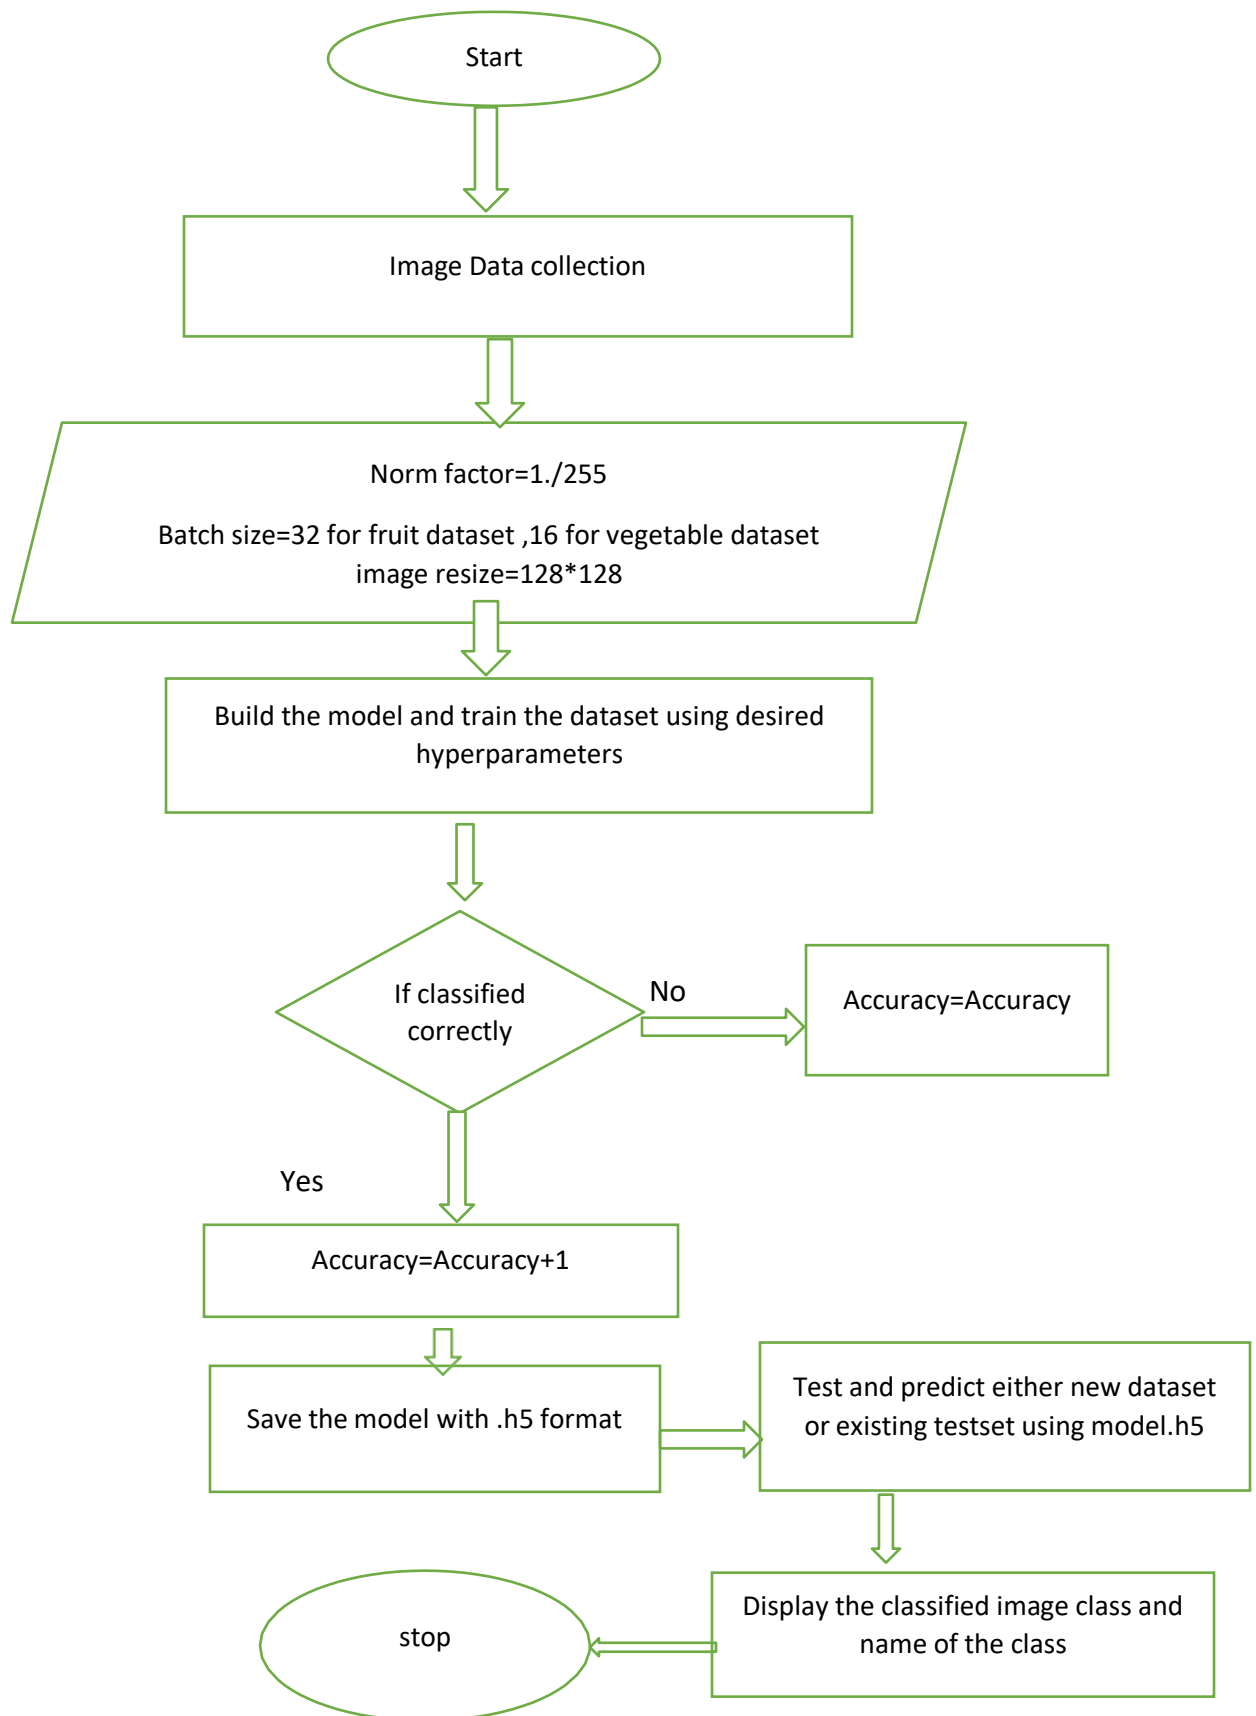 Start
Image Data collection
Norm factor=1./255
Batch size=32 for fruit dataset ,16 for vegetable dataset
image resize=128*128
Build the model and train the dataset using desired
hyperparameters
If classified
correctly
No
Accuracy=Accuracy
Yes
Accuracy=Accuracy+1
Save the model with .h5 format
Test and predict either new dataset
or existing testset using model.h5
Display the classified image class and
name of the class
stop